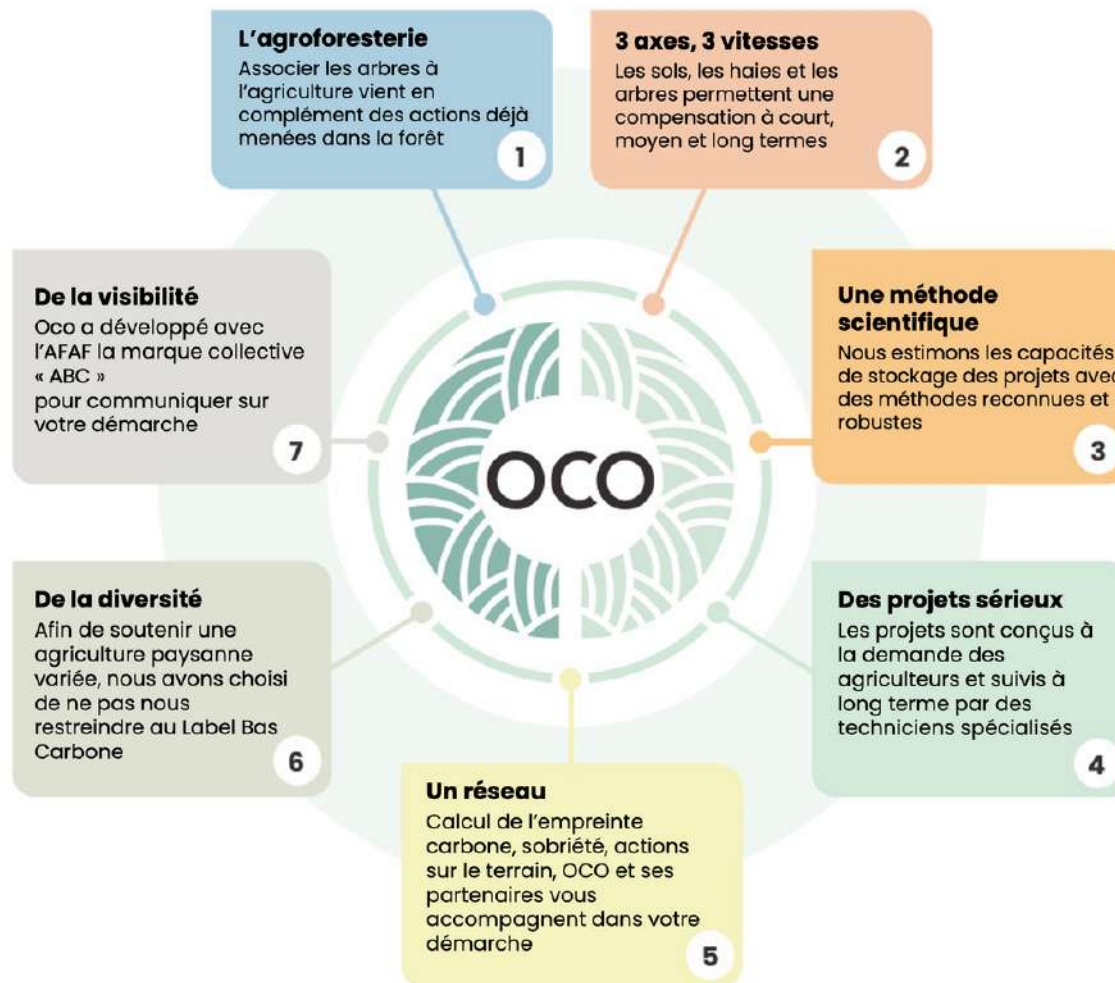 L'agroforesterie
Associer les arbres à
l'agriculture vient en
complément des actions déjà
menées dans la forêt
1
3 axes, 3 vitesses
Les sols, les haies et les
arbres permettent une
compensation à court,
moyen et long termes
2
Une méthode
scientifique
Nous estimons les capacités
de stockage des projets avec
des méthodes reconnues et
robustes
3
Des projets sérieux
Les projets sont conçus à
la demande des
agriculteurs et suivis à
long terme par des
techniciens spécialisés
4
Un réseau
Calcul de l'empreinte
carbone, sobriété, actions
sur le terrain, OCO et ses
partenaires vous
accompagnent dans votre
démarche
5
De la diversité
Afin de soutenir une
agriculture paysanne
variée, nous avons choisi
de ne pas nous
restreindre au Label Bas
Carbone
6
De la visibilité
Oco a développé avec
l'AFAF la marque collective
« ABC »
pour communiquer sur
votre démarche
7
OCO